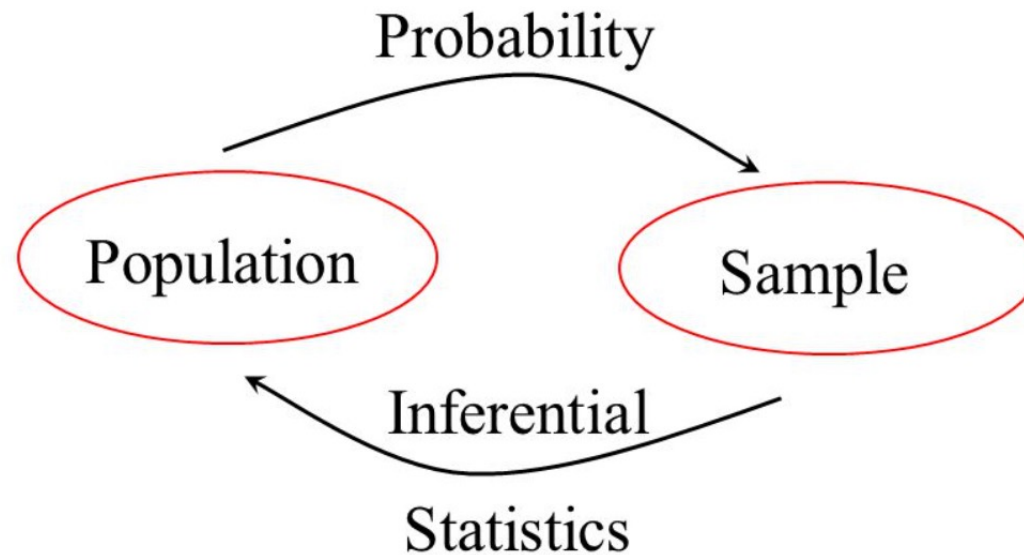 Probability
Population
Sample
Inferential
Statistics